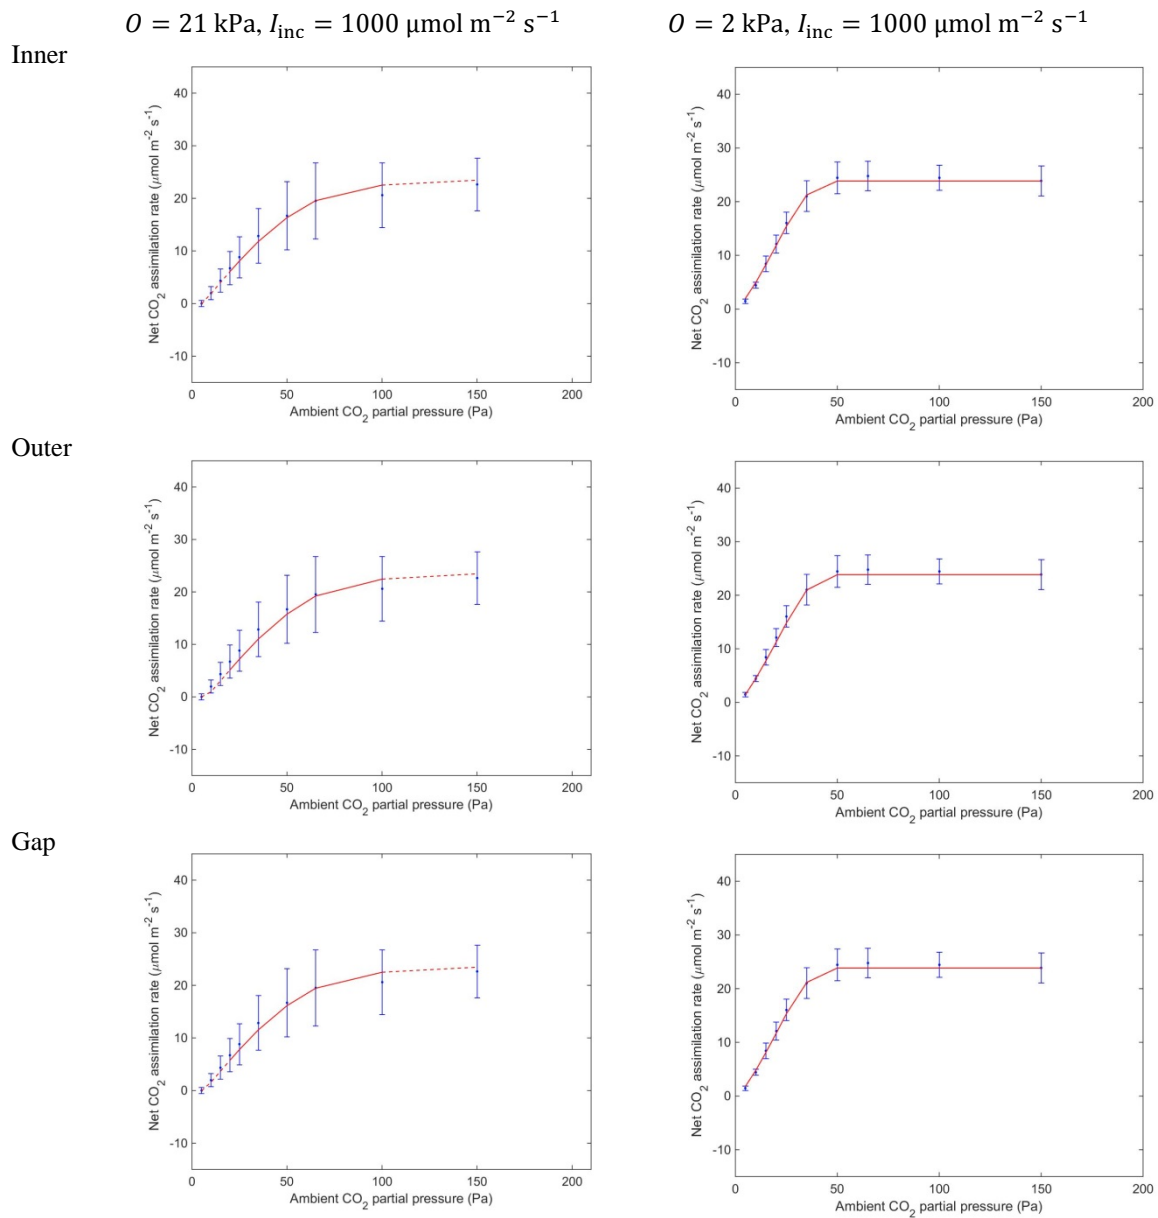 O = 21 kPa, I_inc = 1000 μmol m⁻² s⁻¹
O = 2 kPa, I_inc = 1000 μmol m⁻² s⁻¹
Inner
Net CO₂ assimilation rate (μmol m⁻² s⁻¹)
40
30
20
10
0
-10
0 50 100 150 200
Ambient CO₂ partial pressure (Pa)
Net CO₂ assimilation rate (μmol m⁻² s⁻¹)
40
30
20
10
0
-10
0 50 100 150 200
Ambient CO₂ partial pressure (Pa)
Outer
Net CO₂ assimilation rate (μmol m⁻² s⁻¹)
40
30
20
10
0
-10
0 50 100 150 200
Ambient CO₂ partial pressure (Pa)
Net CO₂ assimilation rate (μmol m⁻² s⁻¹)
40
30
20
10
0
-10
0 50 100 150 200
Ambient CO₂ partial pressure (Pa)
Gap
Net CO₂ assimilation rate (μmol m⁻² s⁻¹)
40
30
20
10
0
-10
0 50 100 150 200
Ambient CO₂ partial pressure (Pa)
Net CO₂ assimilation rate (μmol m⁻² s⁻¹)
40
30
20
10
0
-10
0 50 100 150 200
Ambient CO₂ partial pressure (Pa)